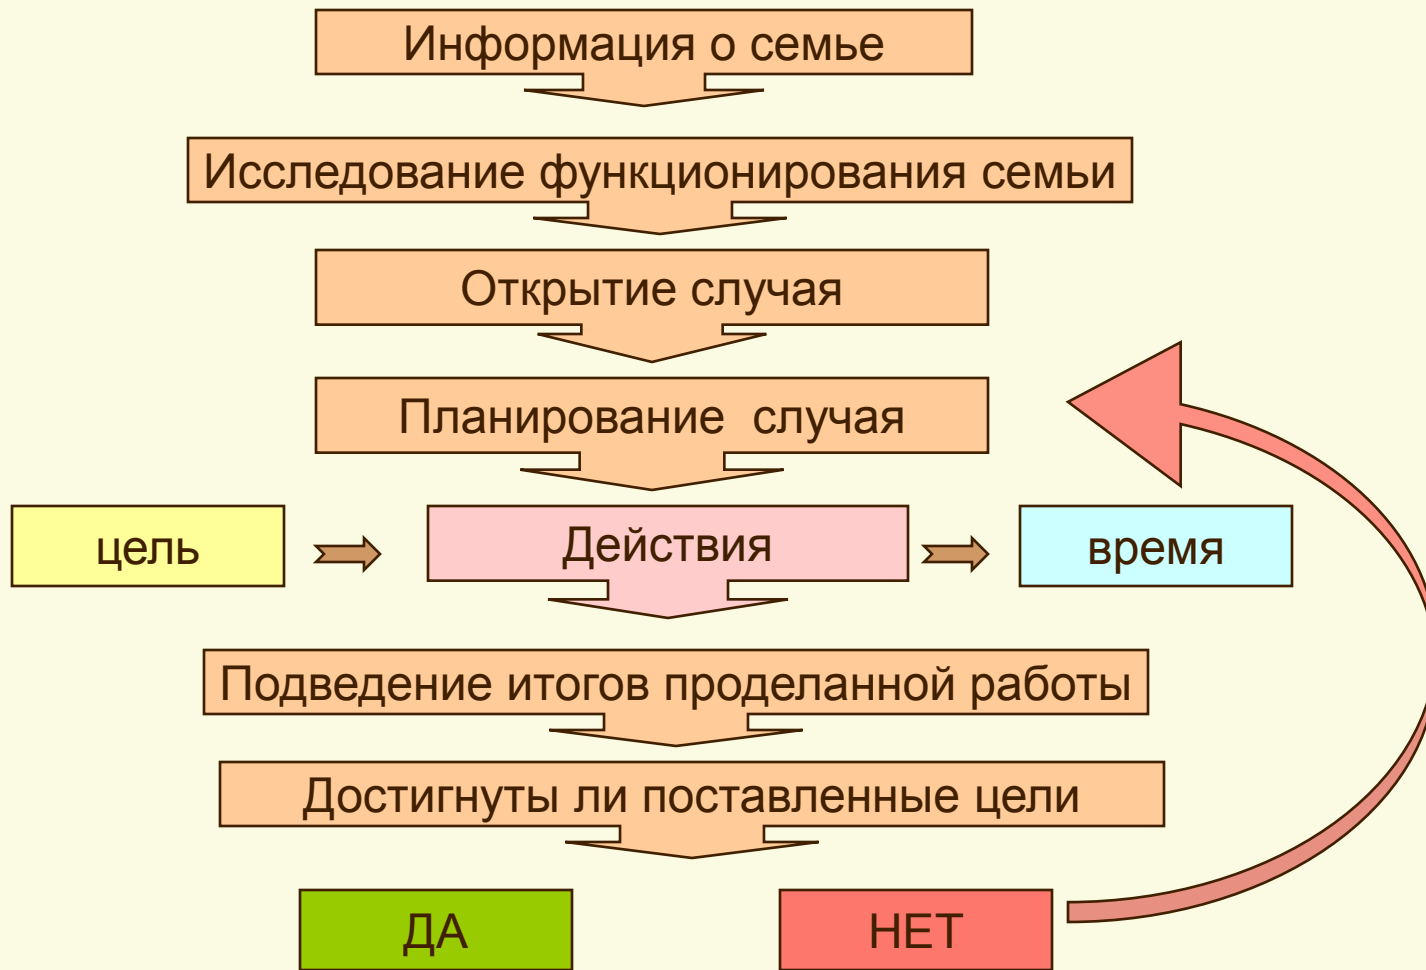 Информация о семье
Исследование функционирования семьи
Открытие случая
Планирование случая
цель
Действия
время
Подведение итогов проделанной работы
Достигнуты ли поставленные цели
ДА
НЕТ